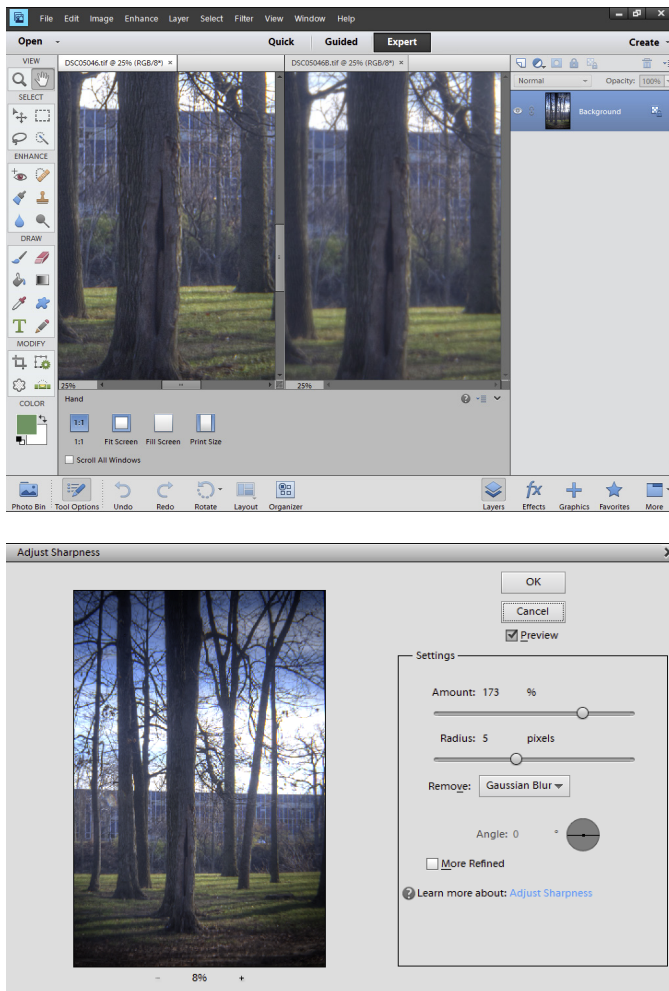 File Edit Image Enhance Layer Select Filter View Window Help
Open Quick Guided Expert Create
VIEW DSC05046.tif @ 25% (RGB/8*) × DSC05046B.tif @ 25% (RGB/8*) ×
Normal Opacity: 100%
SELECT
Background
ENHANCE
DRAW
T
MODIFY
25% 25%
COLOR Hand
1:1
1:1 Fit Screen Fill Screen Print Size
Scroll All Windows
fx
Photo Bin Tool Options Undo Redo Rotate Layout Organizer Layers Effects Graphics Favorites More
Adjust Sharpness
OK
Cancel
Preview
Settings
Amount: 173 %
Radius: 5 pixels
Remove: Gaussian Blur
Angle: 0 °
More Refined
Learn more about: Adjust Sharpness
- 8% +